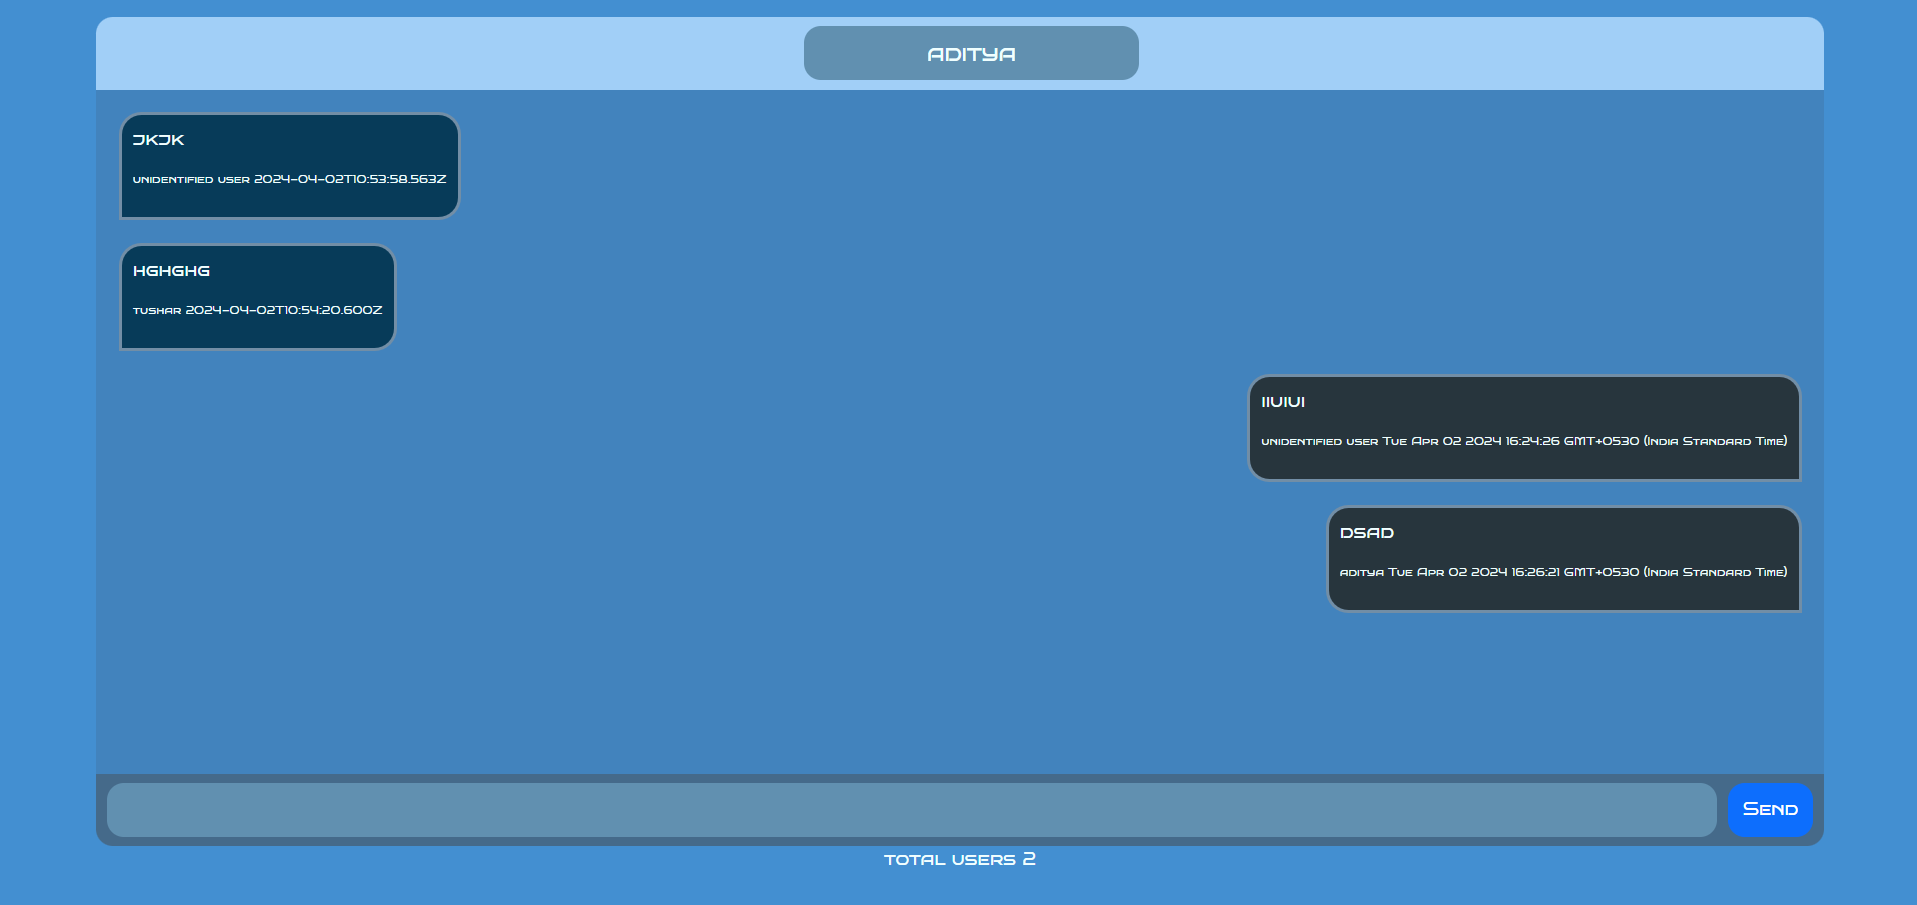 ADITYA
JKJK
UNIDENTIFIED USER 2024-04-02T10:53:58.563Z
HGHGHG
TUSHAR 2024-04-02T10:54:20.600Z
IIUIUI
UNIDENTIFIED USER TUE APR 02 2024 16:24:26 GMT+0530 (INDIA STANDARD TIME)
DSAD
ADITYA TUE APR 02 2024 16:26:21 GMT+0530 (INDIA STANDARD TIME)
SEND
TOTAL USERS 2